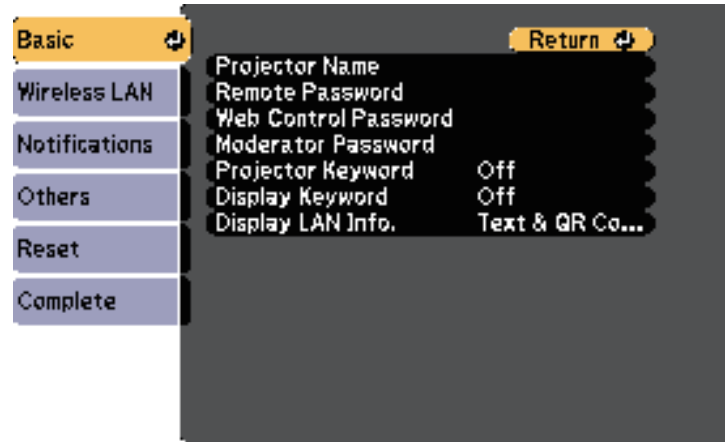 Basic
Wireless LAN
Notifications
Others
Reset
Complete
Return
Projector Name
Remote Password
Web Control Password
Moderator Password
Projector Keyword Off
Display Keyword Off
Display LAN Info. Text & QR Co...